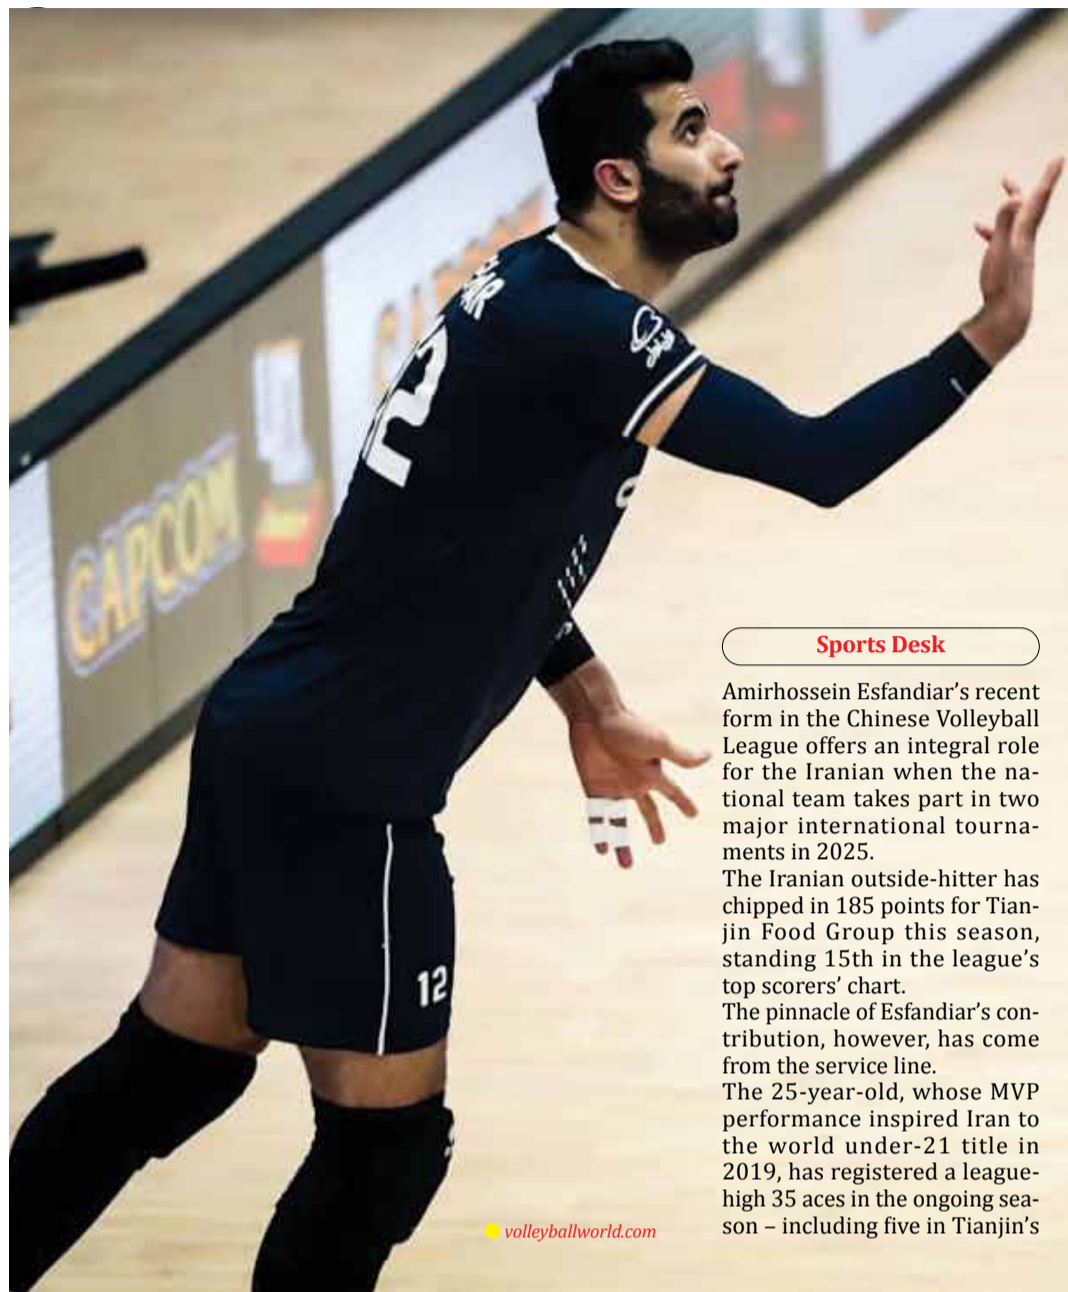 12
CAPCOM
12
Sports Desk
Amirhossein Esfandiar’s recent
form in the Chinese Volleyball
League offers an integral role
for the Iranian when the na-
tional team takes part in two
major international tourna-
ments in 2025.
The Iranian outside-hitter has
chipped in 185 points for Tian-
jin Food Group this season,
standing 15th in the league’s
top scorers’ chart.
The pinnacle of Esfandiar’s con-
tribution, however, has come
from the service line.
The 25-year-old, whose MVP
performance inspired Iran to
the world under-21 title in
2019, has registered a league-
high 35 aces in the ongoing sea-
son – including five in Tianjin’s
volleyballworld.com